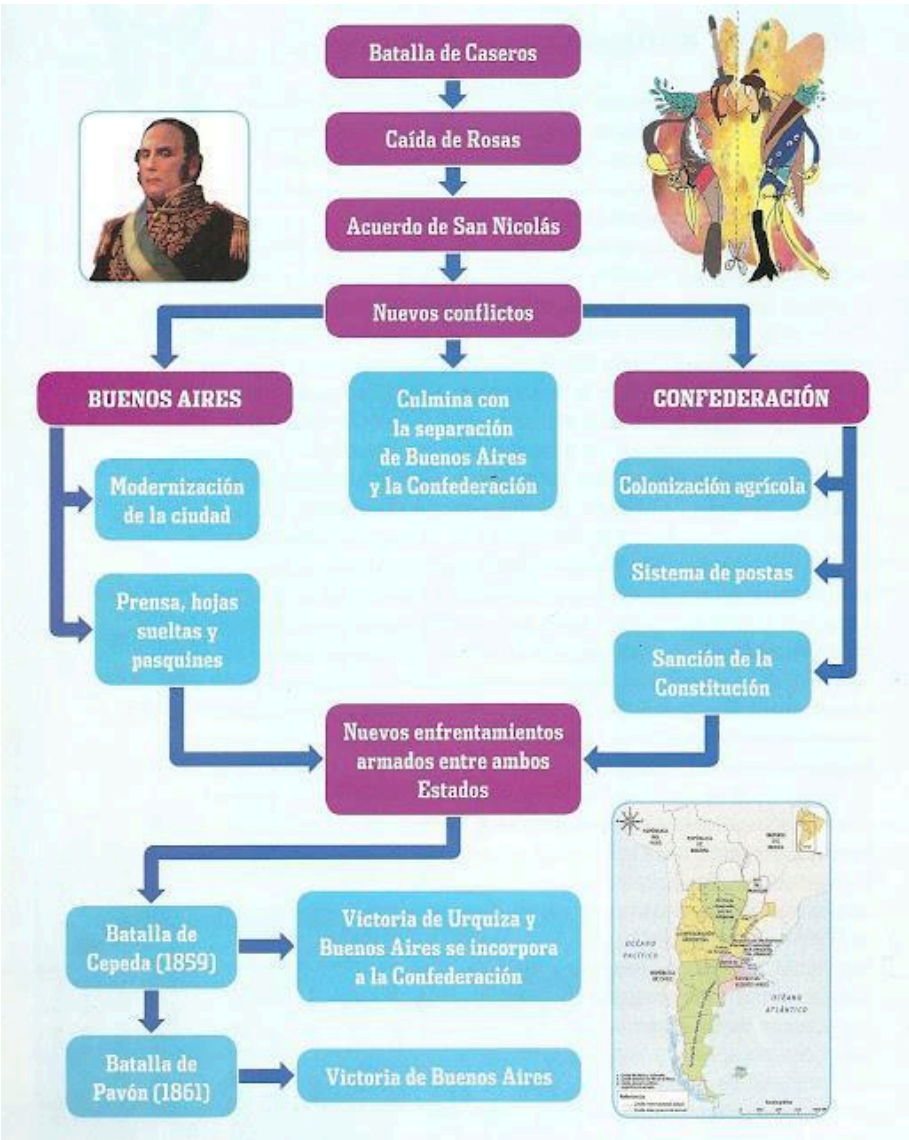 Batalla de Caseros
Caída de Rosas
Acuerdo de San Nicolás
Nuevos conflictos
BUENOS AIRES
Culmina con
la separación
de Buenos Aires
y la Confederación
CONFEDERACIÓN
Modernización
de la ciudad
Prensa, hojas
sueltas y
pasquines
Colonización agrícola
Sistema de postas
Sanción de la
Constitución
Nuevos enfrentamientos
armados entre ambos
Estados
Batalla de
Cepeda (1859)
Victoria de Urquiza y
Buenos Aires se incorpora
a la Confederación
Batalla de
Pavón (1861)
Victoria de Buenos Aires
OCÉANO
PACÍFICO
OCÉANO
ATLÁNTICO